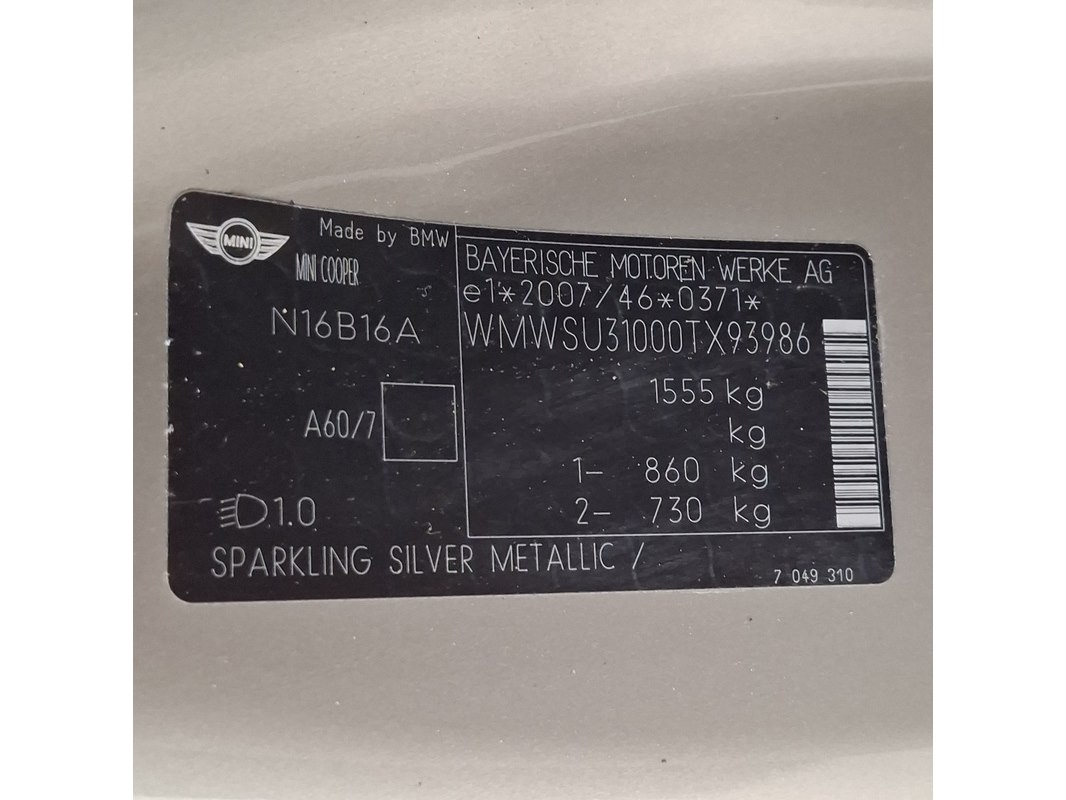 MINI
Made by BMW
MINI COOPER
N16B16A
A60/7
1.0
BAYERISCHE MOTOREN WERKE AG
e1*2007/46*0371*
WMWSU31000TX93986
1555 kg
kg
1- 860 kg
2- 730 kg
SPARKLING SILVER METALLIC /
7 049 310